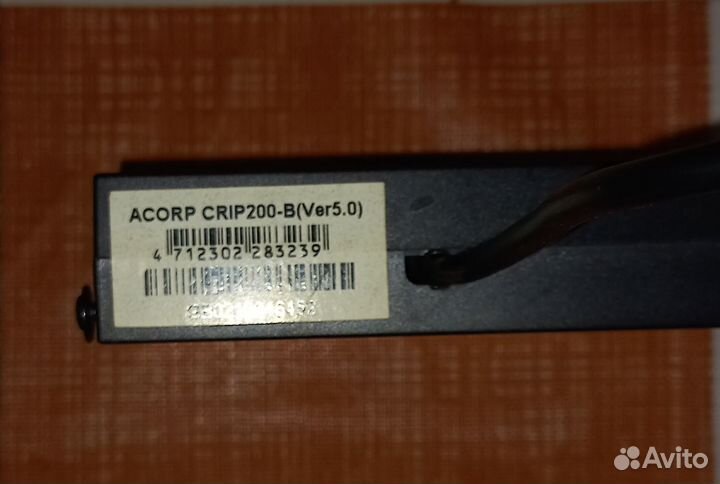 ACORP CRIP200-B(Ver5.0)
4 712302 283239
Avito